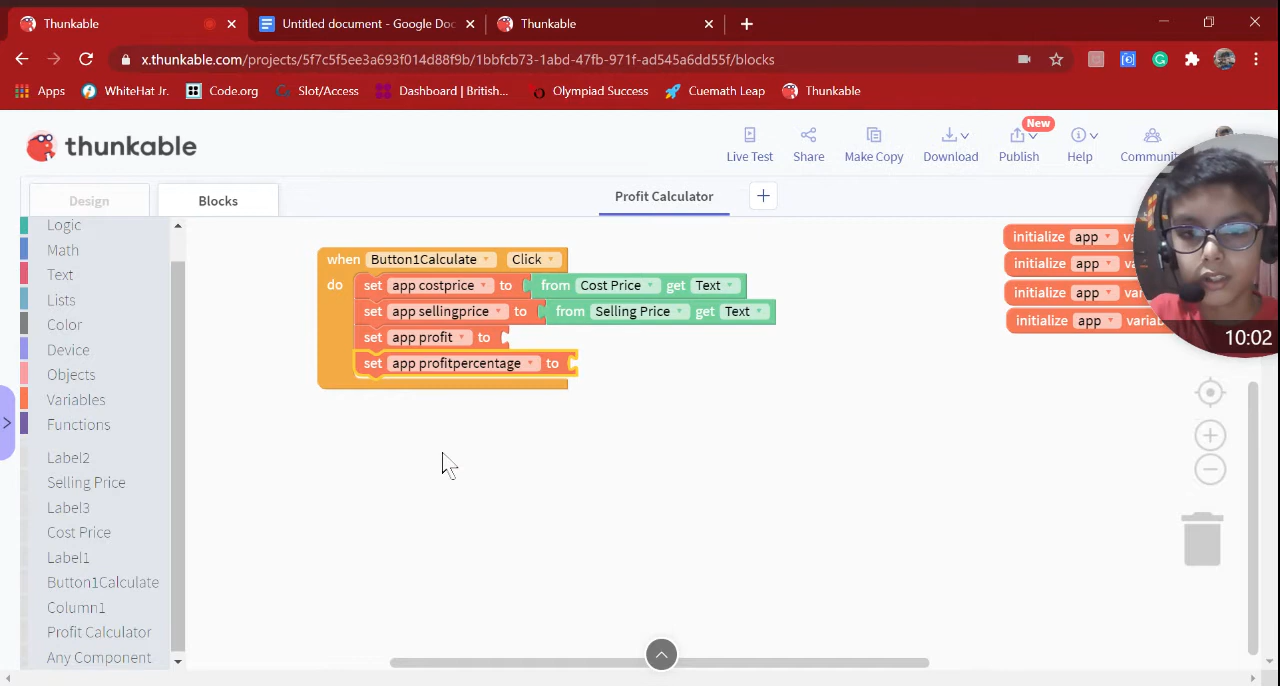 Thunkable
Untitled document - Google Doc
Thunkable
x.thunkable.com/projects/5f7c5f5ee3a693f014d88f9b/1bbfcb73-1abd-47fb-971f-ad545a6dd55f/blocks
Apps WhiteHat Jr. Code.org Slot/Access Dashboard | British... Olympiad Success Cuemath Leap Thunkable
thunkable
Live Test Share Make Copy Download New Publish Help Communit
Design Blocks Profit Calculator
Logic
Math
Text
Lists
Color
Device
Objects
Variables
Functions
Label2
Selling Price
Label3
Cost Price
Label1
Button1Calculate
Column1
Profit Calculator
Any Component
when Button1Calculate Click
do set app costprice to from Cost Price get Text
set app sellingprice to from Selling Price get Text
set app profit to
set app profitpercentage to
initialize app va
initialize app va
initialize app var
initialize app variab
10:02